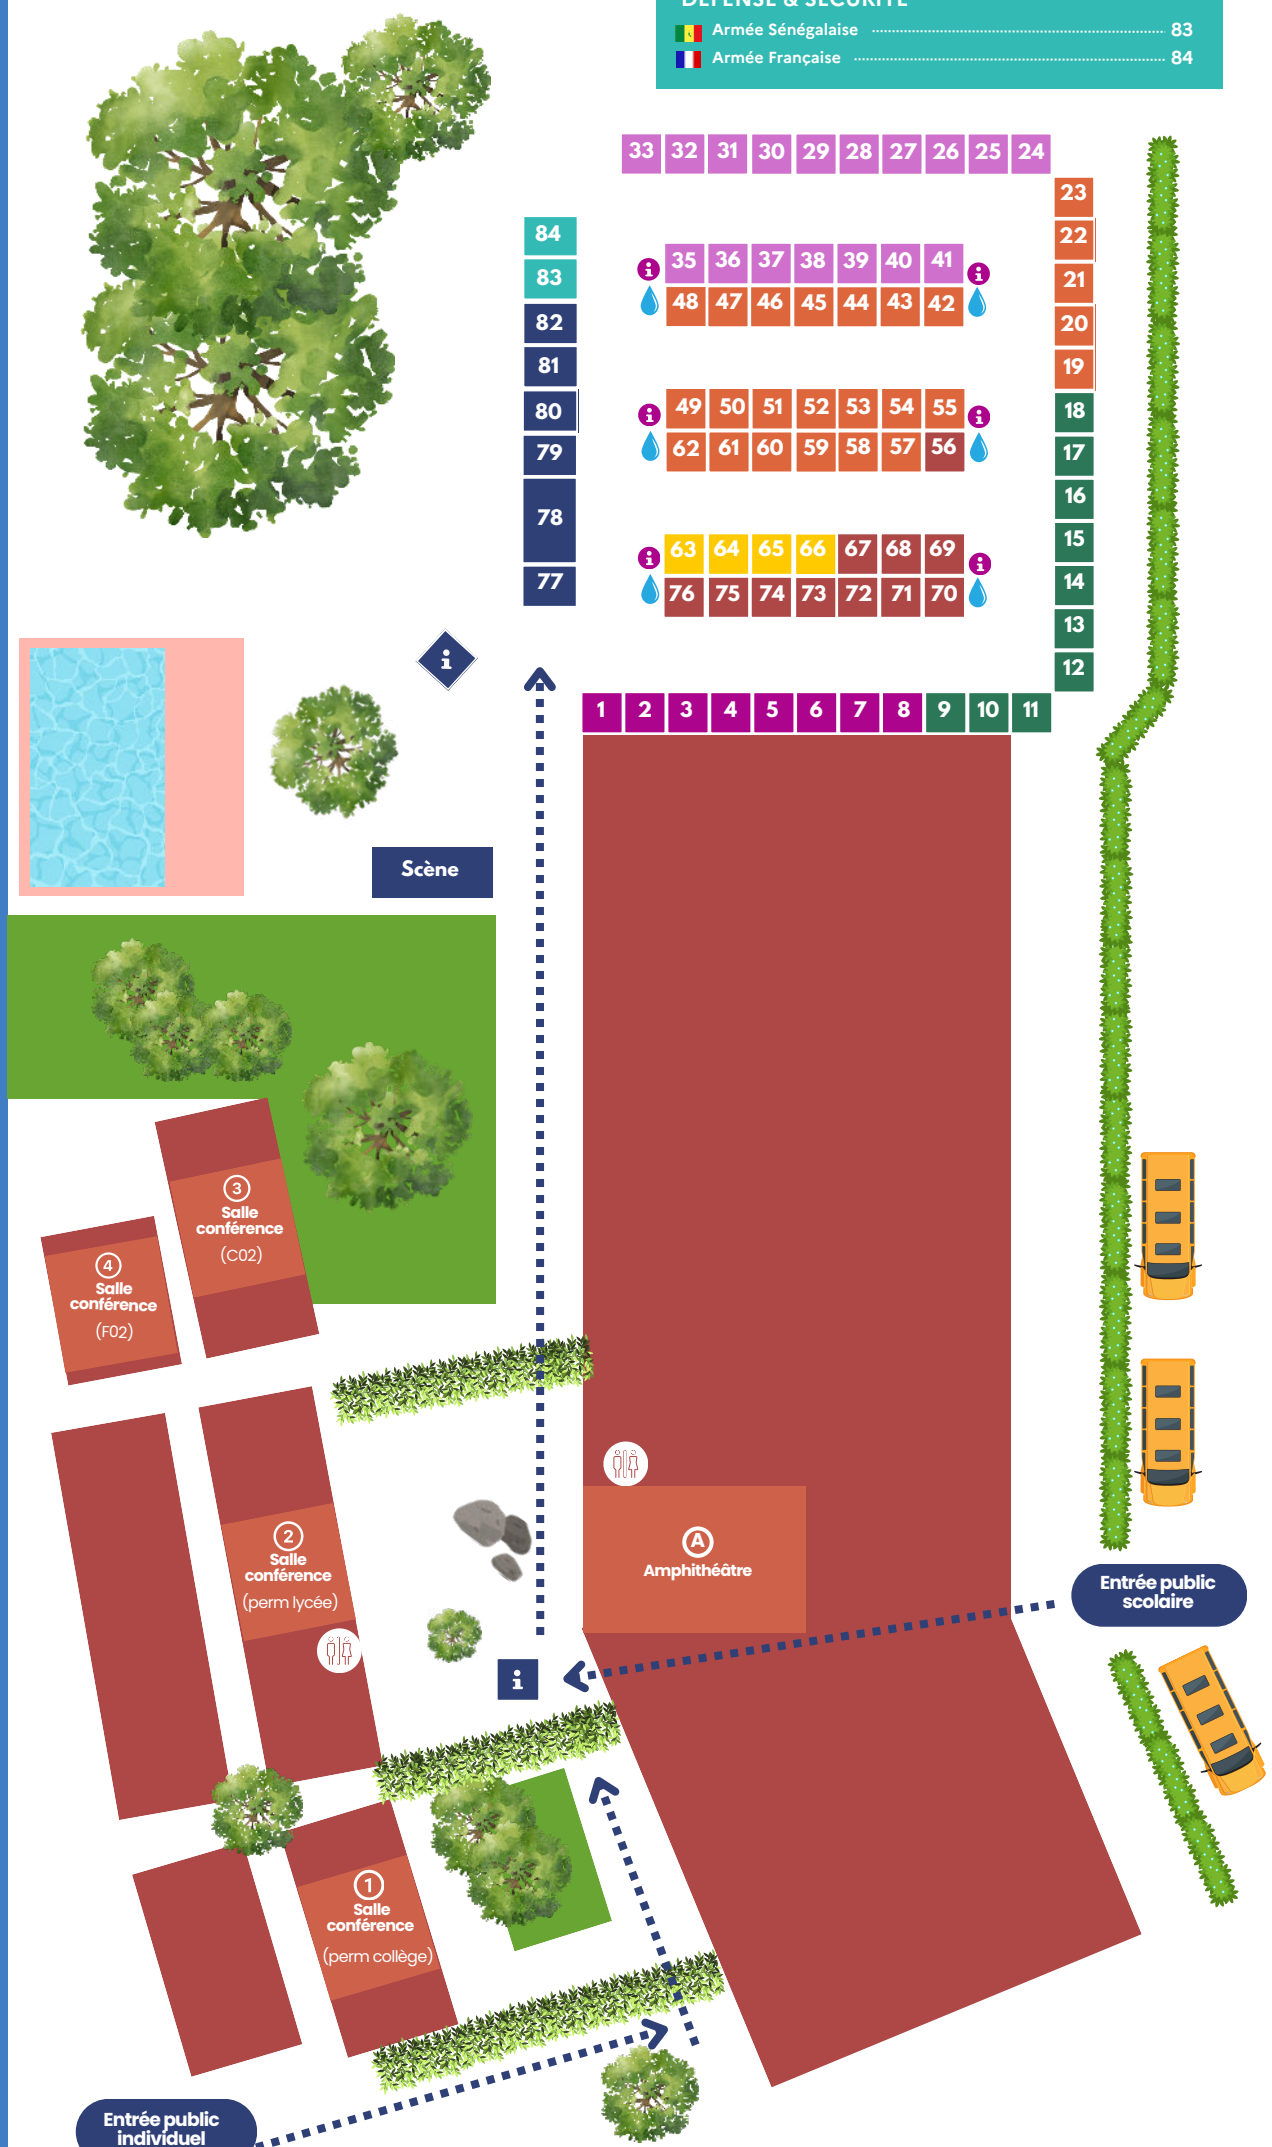 DÉFENSE & SÉCURITÉ
Armée Sénégalaise 83
Armée Française 84
33 32 31 30 29 28 27 26 25 24
23
22
21
20
19
18
17
16
15
14
13
12
84
83
82
81
80
79
78
77
35 36 37 38 39 40 41
48 47 46 45 44 43 42
49 50 51 52 53 54 55
62 61 60 59 58 57 56
63 64 65 66 67 68 69
76 75 74 73 72 71 70
1 2 3 4 5 6 7 8 9 10 11
i
i
i
i
i
i
i
Scène
3
Salle
conférence
(C02)
4
Salle
conférence
(F02)
2
Salle
conférence
(perm lycée)
A
Amphithéâtre
Entrée public
scolaire
i
1
Salle
conférence
(perm collège)
Entrée public
individuel